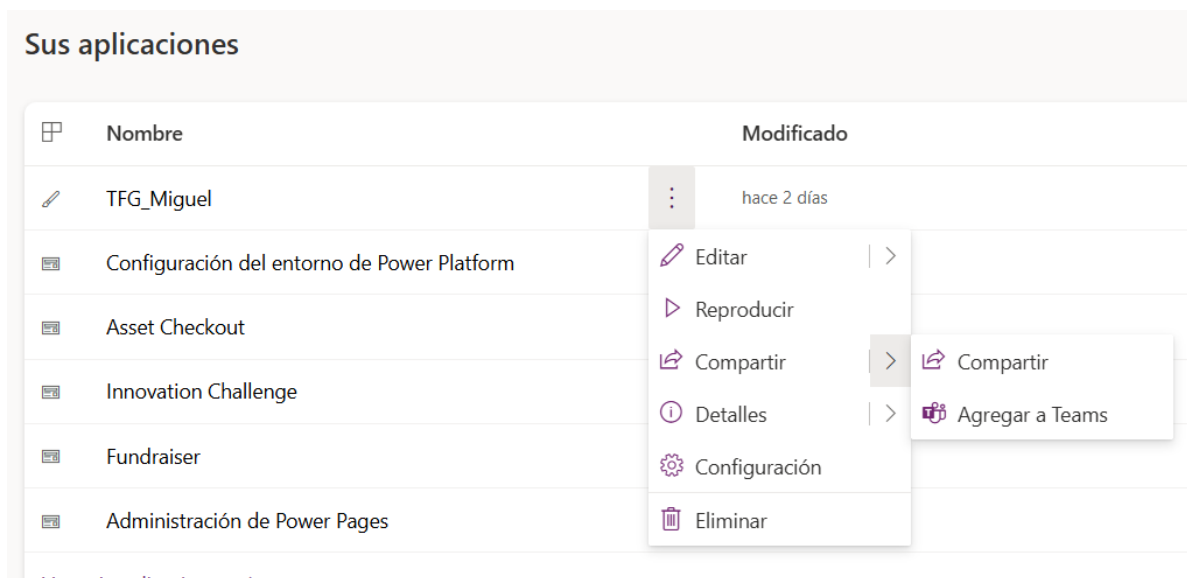 Sus aplicaciones
Nombre Modificado
TFG_Miguel hace 2 días
Configuración del entorno de Power Platform
Editar
Asset Checkout
Reproducir
Compartir
Compartir
Innovation Challenge
Detalles
Agregar a Teams
Fundraiser
Configuración
Administración de Power Pages
Eliminar